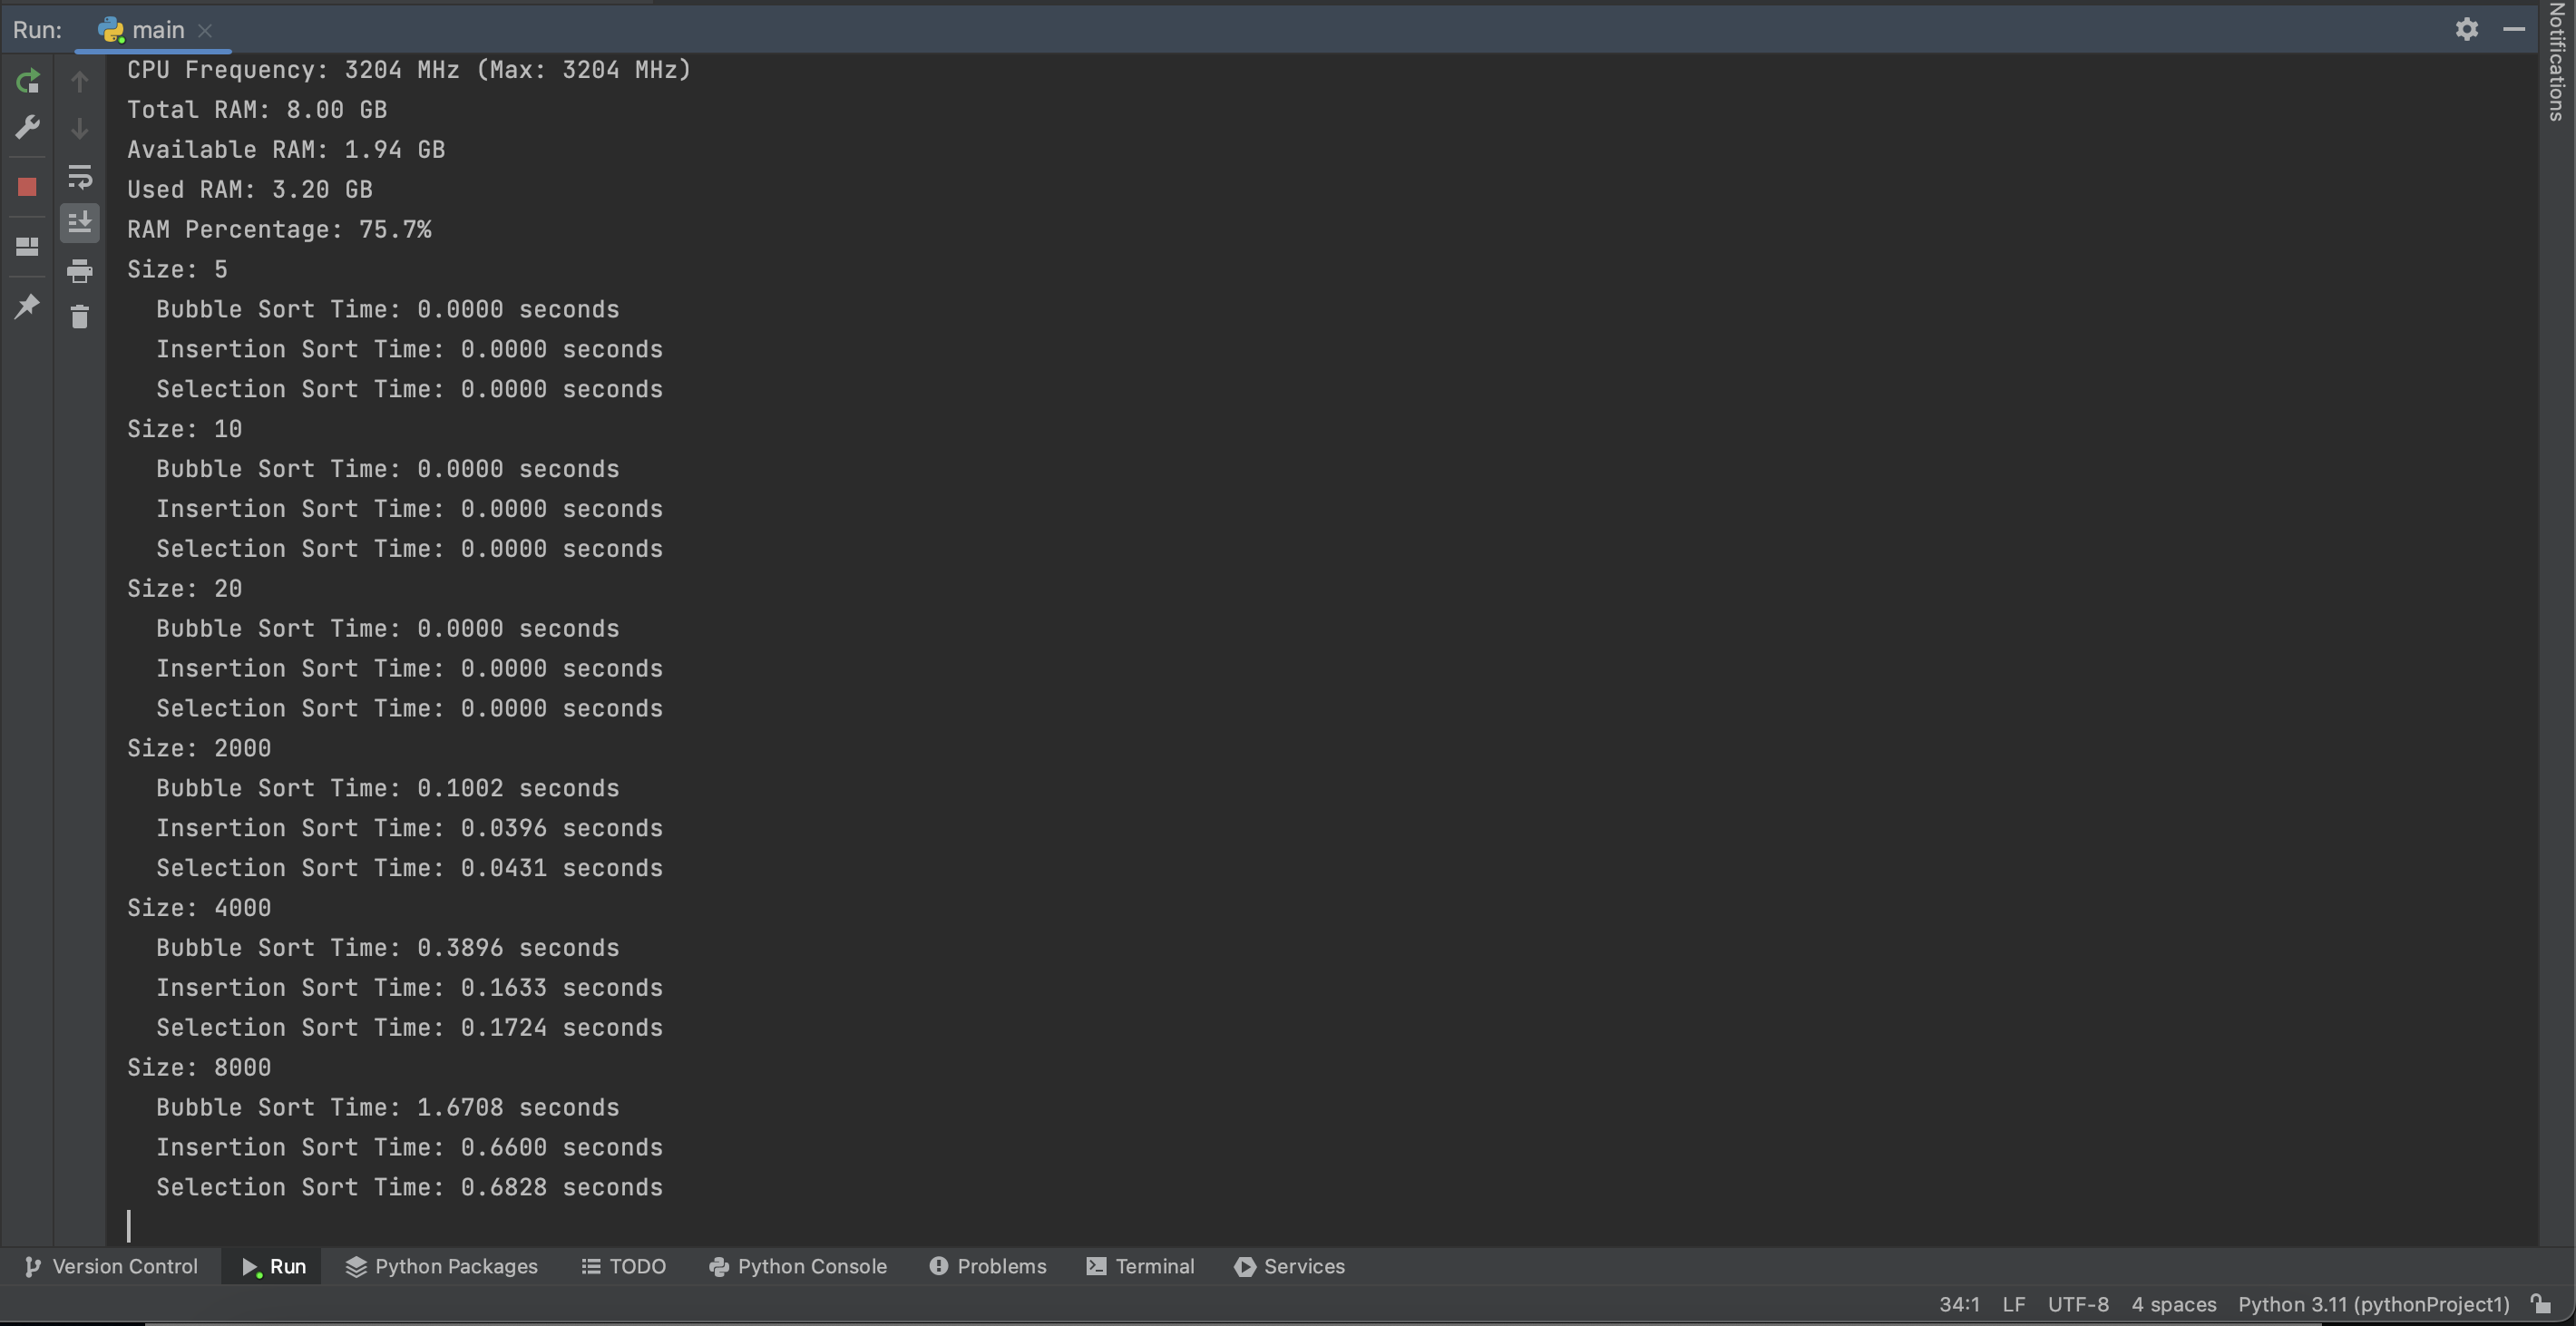 Run: main
Notifications
CPU Frequency: 3204 MHz (Max: 3204 MHz)
Total RAM: 8.00 GB
Available RAM: 1.94 GB
Used RAM: 3.20 GB
RAM Percentage: 75.7%
Size: 5
  Bubble Sort Time: 0.0000 seconds
  Insertion Sort Time: 0.0000 seconds
  Selection Sort Time: 0.0000 seconds
Size: 10
  Bubble Sort Time: 0.0000 seconds
  Insertion Sort Time: 0.0000 seconds
  Selection Sort Time: 0.0000 seconds
Size: 20
  Bubble Sort Time: 0.0000 seconds
  Insertion Sort Time: 0.0000 seconds
  Selection Sort Time: 0.0000 seconds
Size: 2000
  Bubble Sort Time: 0.1002 seconds
  Insertion Sort Time: 0.0396 seconds
  Selection Sort Time: 0.0431 seconds
Size: 4000
  Bubble Sort Time: 0.3896 seconds
  Insertion Sort Time: 0.1633 seconds
  Selection Sort Time: 0.1724 seconds
Size: 8000
  Bubble Sort Time: 1.6708 seconds
  Insertion Sort Time: 0.6600 seconds
  Selection Sort Time: 0.6828 seconds
Version Control Run Python Packages TODO Python Console Problems Terminal Services
34:1 LF UTF-8 4 spaces Python 3.11 (pythonProject1)